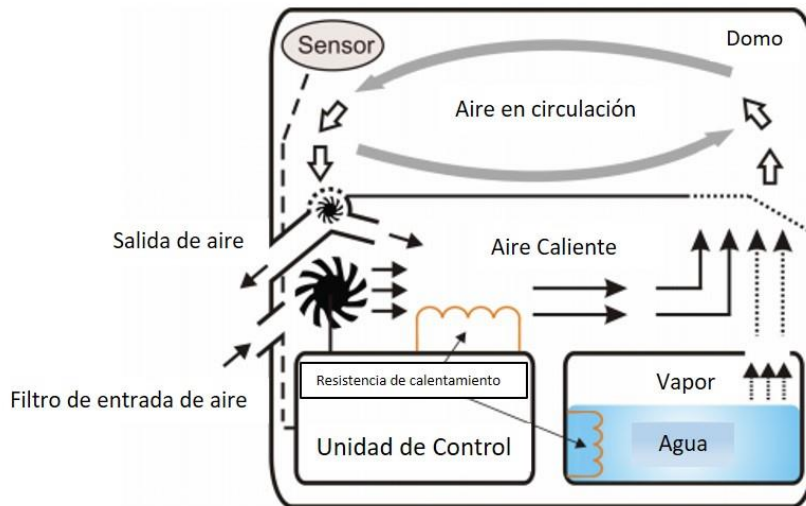 Sensor
Domo
Aire en circulación
Salida de aire
Aire Caliente
Filtro de entrada de aire
Resistencia de calentamiento
Vapor
Unidad de Control
Agua